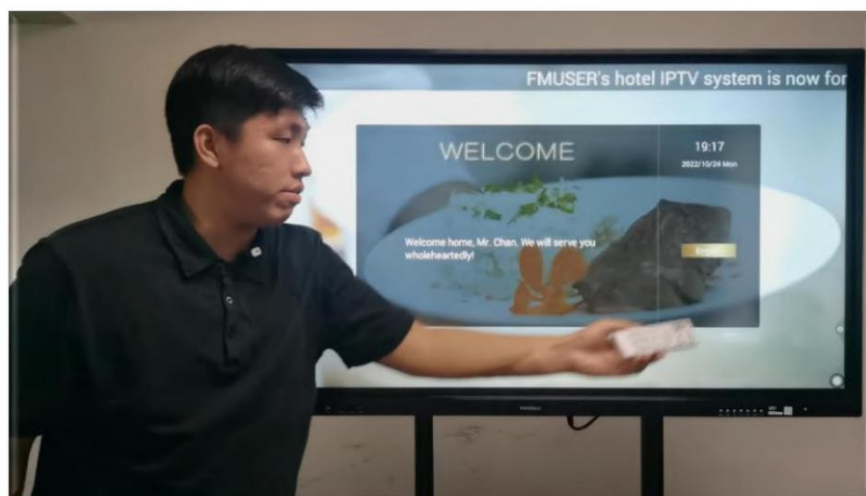 FMUSER's hotel IPTV system is now for
WELCOME
19:17
2022/10/24 Mon
Welcome home, Mr. Chan. We will serve you
wholeheartedly!